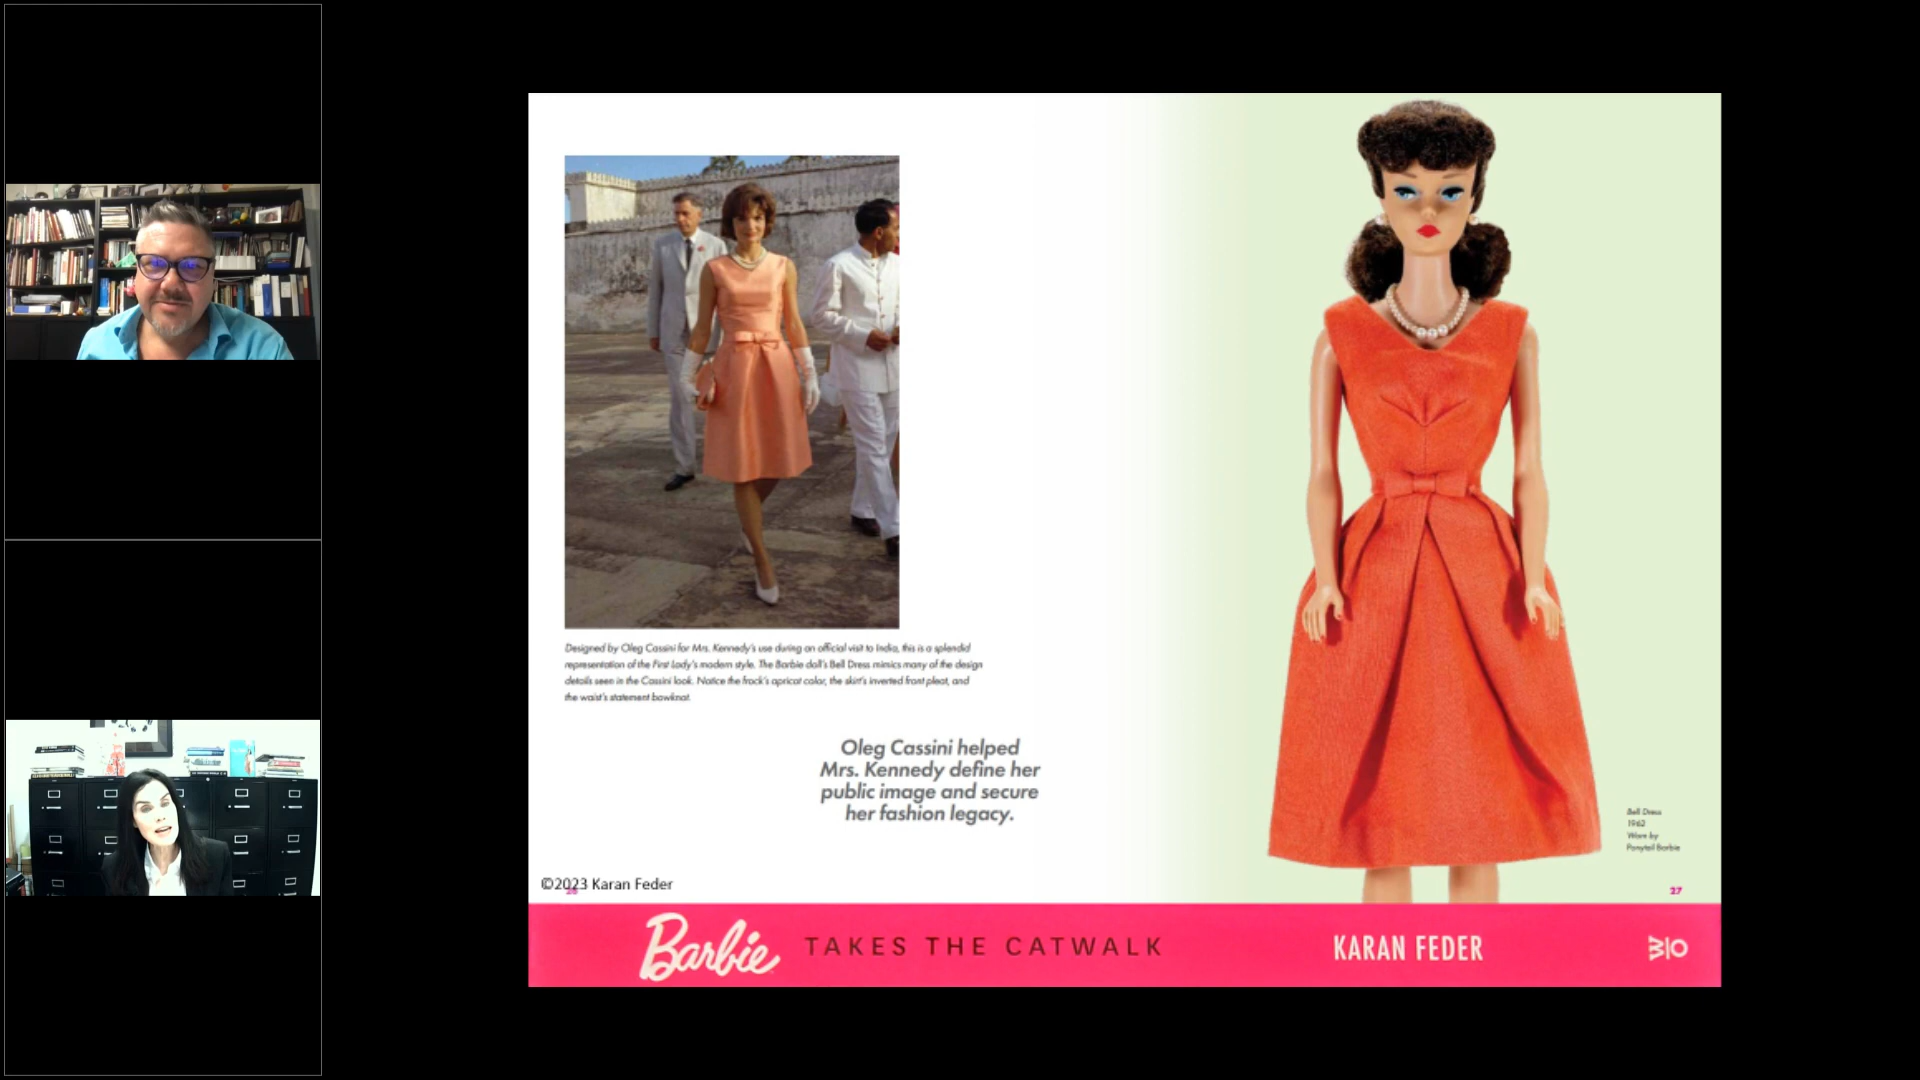 Designed by Oleg Cassini for Mrs. Kennedy's use during an official visit to India, this is a splendid
representation of the First Lady's modern style. The Barbie doll's Bell Dress mimics many of the design
details seen in the Cassini look. Notice the frock's apricot color, the skirt's inverted front pleat, and
the waist's statement bowknot.
Oleg Cassini helped
Mrs. Kennedy define her
public image and secure
her fashion legacy.
Bell Dress
1962
Worn by
Ponytail Barbie
©2023 Karan Feder
27
Barbie TAKES THE CATWALK KARAN FEDER